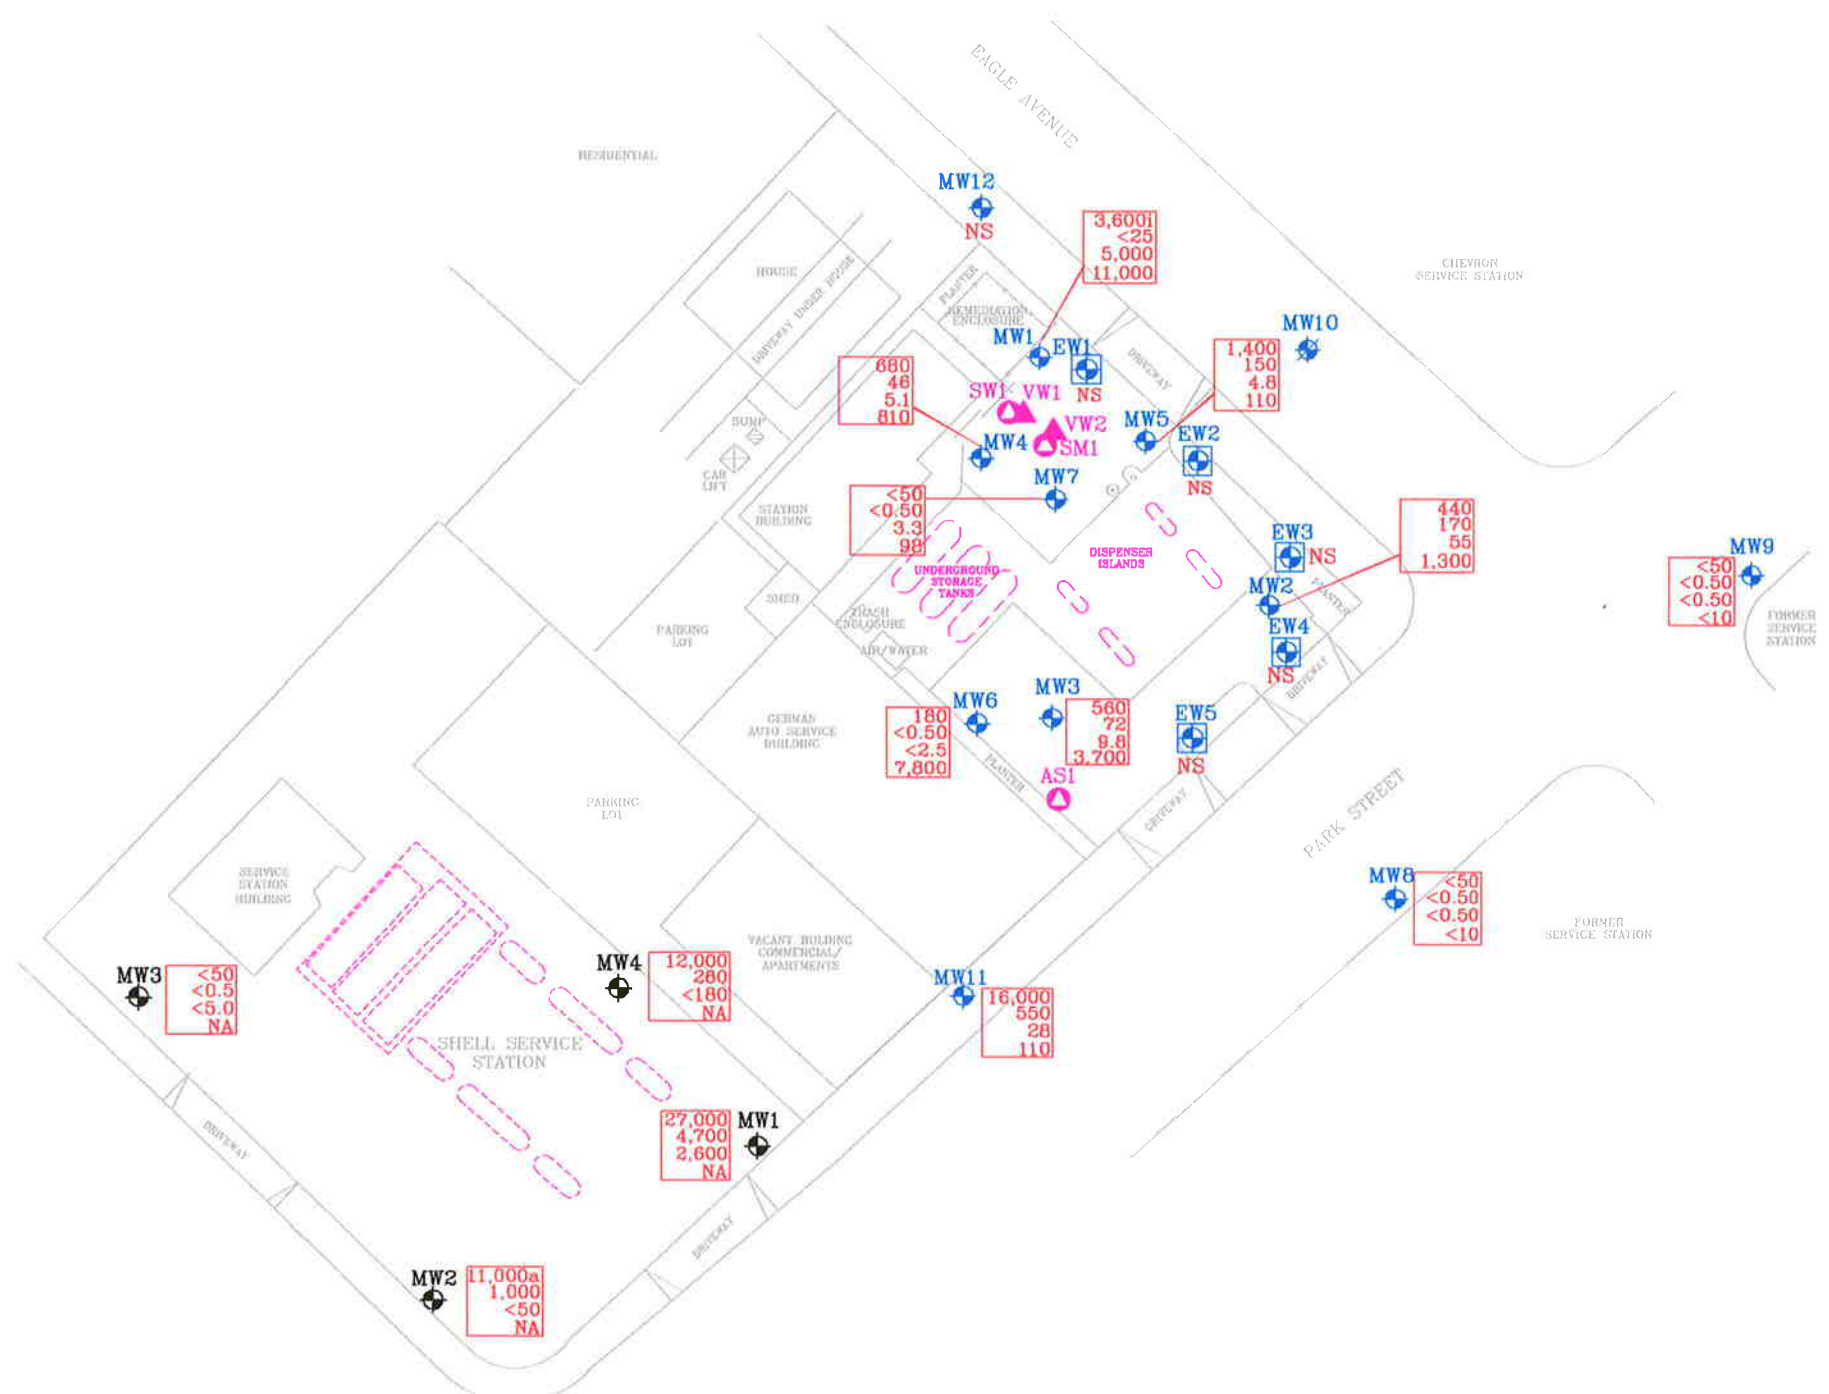 EAGLE AVENUE
RESIDENTIAL
MW12
NS
3,600i
<25
5,000
11,000
CHEVRON
SERVICE STATION
HOUSE
DRIVEWAY UNDER HOUSE
PLANTER
REMEDIATION
ENCLOSURE
MW1
EW1
NS
DRIVEWAY
MW10
1,400
150
4.8
110
680
46
5.1
810
SW1
VW1
VW2
SM1
MW4
MW5
EW2
NS
SUMP
CAR
LIFT
MW7
<50
<0.50
3.3
98
STATION
BUILDING
440
170
55
1,300
EW3
NS
DISPENSER
ISLANDS
UNDERGROUND
STORAGE
TANKS
MW2
PLANTER
MW9
<50
<0.50
<0.50
<10
FORMER
SERVICE
STATION
SHED
TRASH
ENCLOSURE
PARKING
LOT
AIR/WATER
EW4
NS
DRIVEWAY
MW6
180
<0.50
<2.5
7,800
MW3
560
72
9.8
3,700
EW5
NS
GERMAN
AUTO SERVICE
BUILDING
PLANTER
AS1
DRIVEWAY
PARK STREET
PARKING
LOT
SERVICE
STATION
BUILDING
MW8
<50
<0.50
<0.50
<10
FORMER
SERVICE STATION
VACANT BULDING
COMMERCIAL/
APARTMENTS
MW3
<50
<0.5
<5.0
NA
MW4
12,000
280
<180
NA
MW11
16,000
550
28
110
SHELL SERVICE
STATION
27,000
4,700
2,600
NA
MW1
DRIVEWAY
DRIVEWAY
MW2
11,000a
1,000
<50
NA